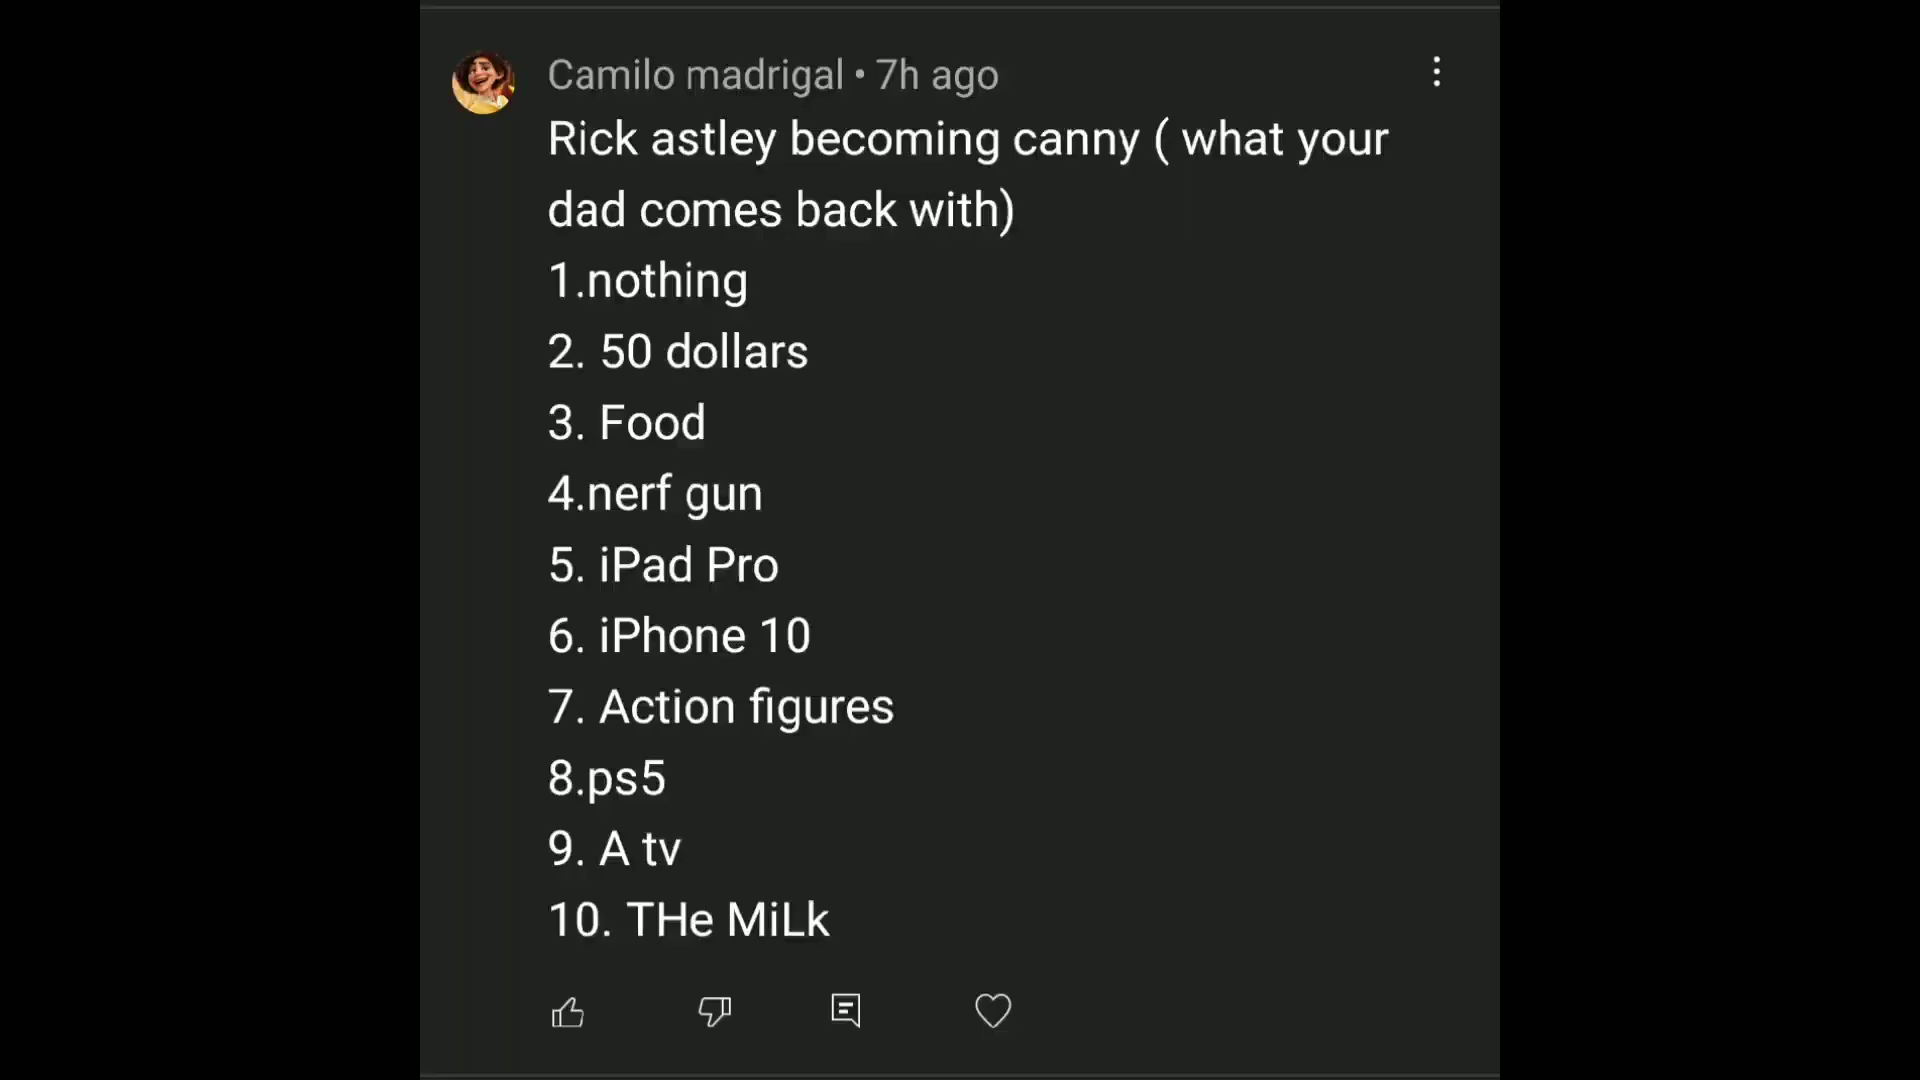 Camilo madrigal • 7h ago
Rick astley becoming canny ( what your
dad comes back with)
1.nothing
2. 50 dollars
3. Food
4.nerf gun
5. iPad Pro
6. iPhone 10
7. Action figures
8.ps5
9. A tv
10. THe MiLk